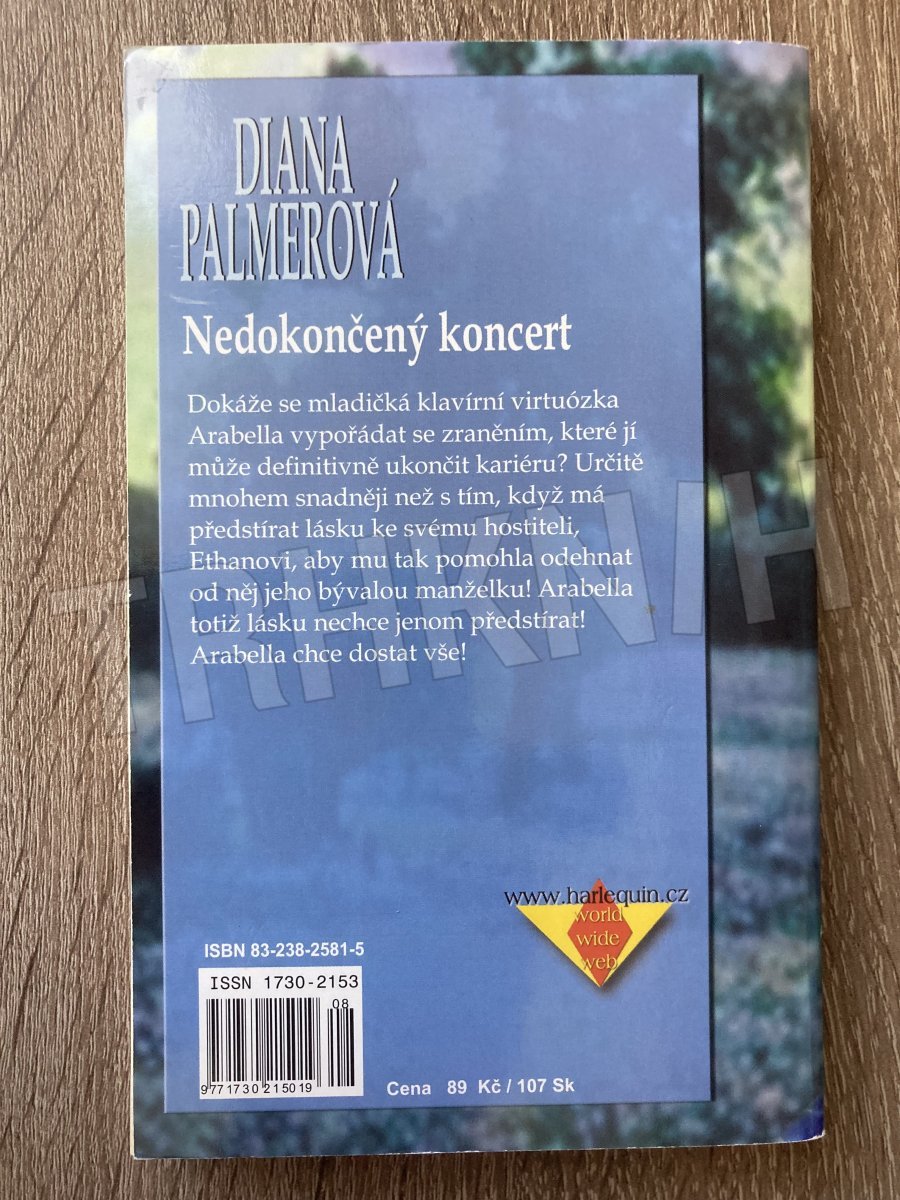 DIANA
PALMEROVÁ
Nedokončený koncert
Dokáže se mladičká klavírní virtuózka
Arabella vypořádat se zraněním, které jí
může definitivně ukončit kariéru? Určitě
mnohem snadněji než s tím, když má
předstírat lásku ke svému hostiteli,
Ethanovi, aby mu tak pomohla odehnat
od něj jeho bývalou manželku! Arabella
totiž lásku nechce jenom předstírat!
Arabella chce dostat vše!
TRHKNIH
www.harlequin.cz
world
wide
web
ISBN 83-238-2581-5
ISSN 1730-2153
08
9771730215019
Cena 89 Kč / 107 Sk